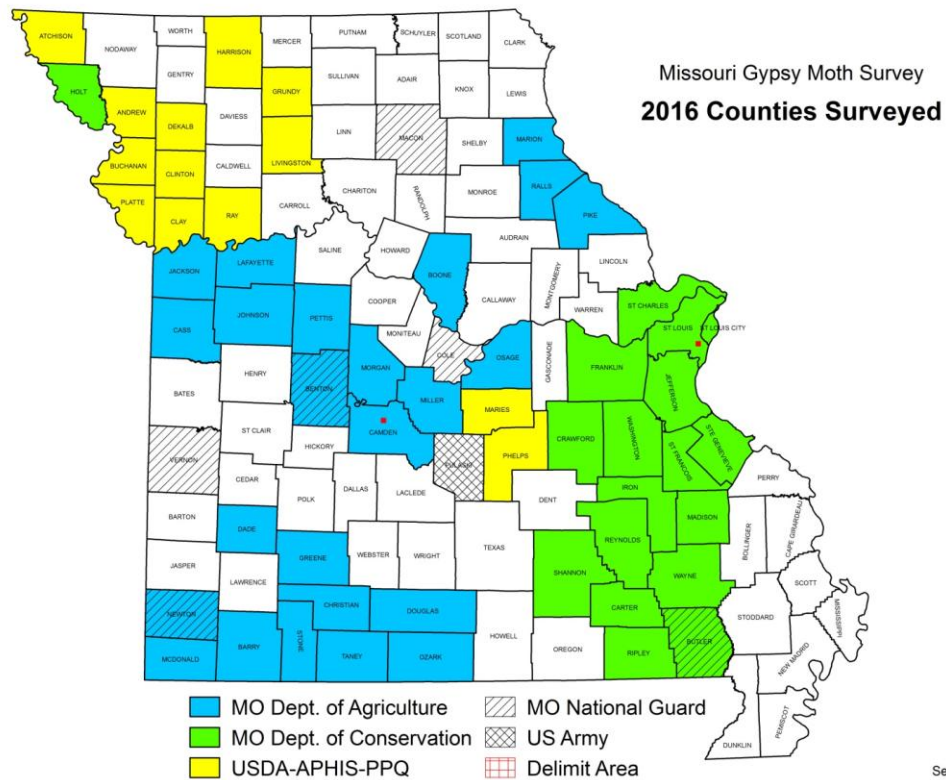 Missouri Gypsy Moth Survey
2016 Counties Surveyed
ATCHISON
NODAWAY
WORTH
HARRISON
MERCER
PUTNAM
SCHUYLER
SCOTLAND
CLARK
HOLT
GENTRY
GRUNDY
SULLIVAN
ADAIR
KNOX
LEWIS
ANDREW
DEKALB
DAVIESS
LINN
MACON
SHELBY
MARION
BUCHANAN
CLINTON
CALDWELL
LIVINGSTON
CHARITON
RANDOLPH
MONROE
RALLS
PIKE
PLATTE
CLAY
RAY
CARROLL
SALINE
HOWARD
BOONE
AUDRAIN
LINCOLN
JACKSON
LAFAYETTE
COOPER
CALLAWAY
MONTGOMERY
WARREN
ST CHARLES
ST LOUIS
ST LOUIS CITY
CASS
JOHNSON
PETTIS
MONITEAU
COLE
OSAGE
GASCONADE
FRANKLIN
JEFFERSON
BATES
HENRY
BENTON
MORGAN
MILLER
MARIES
CRAWFORD
WASHINGTON
ST FRANCOIS
STE GENEVIEVE
ST CLAIR
HICKORY
CAMDEN
PULASKI
PHELPS
PERRY
VERNON
CEDAR
POLK
DALLAS
LACLEDE
DENT
IRON
MADISON
BOLLINGER
CAPE GIRARDEAU
BARTON
DADE
GREENE
WEBSTER
WRIGHT
TEXAS
SHANNON
REYNOLDS
WAYNE
SCOTT
JASPER
LAWRENCE
CHRISTIAN
DOUGLAS
CARTER
STODDARD
MISSISSIPPI
NEWTON
MCDONALD
BARRY
STONE
TANEY
OZARK
HOWELL
OREGON
RIPLEY
BUTLER
NEW MADRID
DUNKLIN
PEMISCOT
MO Dept. of Agriculture
MO Dept. of Conservation
USDA-APHIS-PPQ
MO National Guard
US Army
Delimit Area
Se